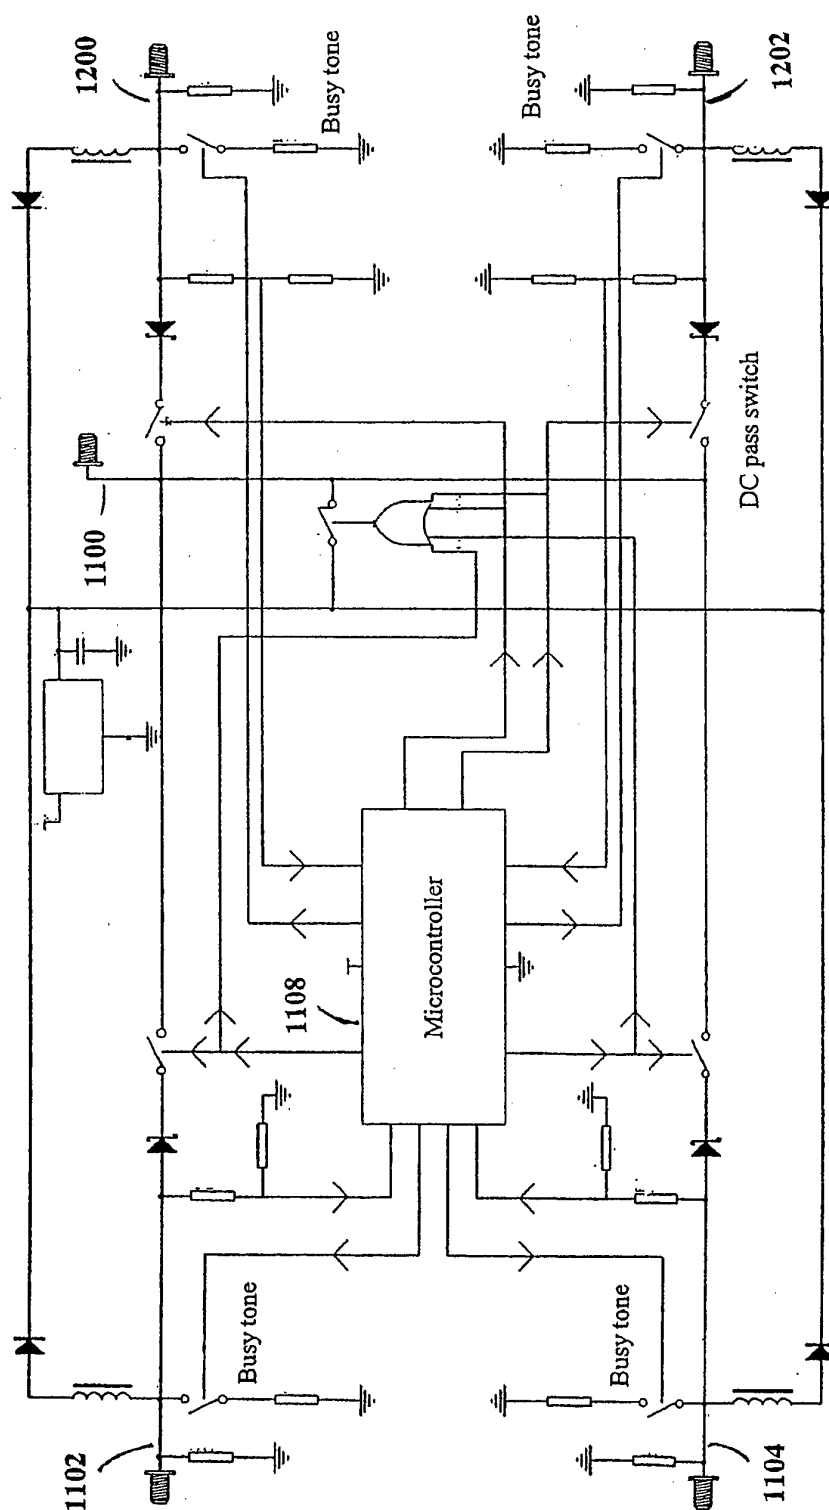 1200
Busy tone
Busy tone
1202
1100
DC pass switch
1108
Microcontroller
1102
Busy tone
Busy tone
1104